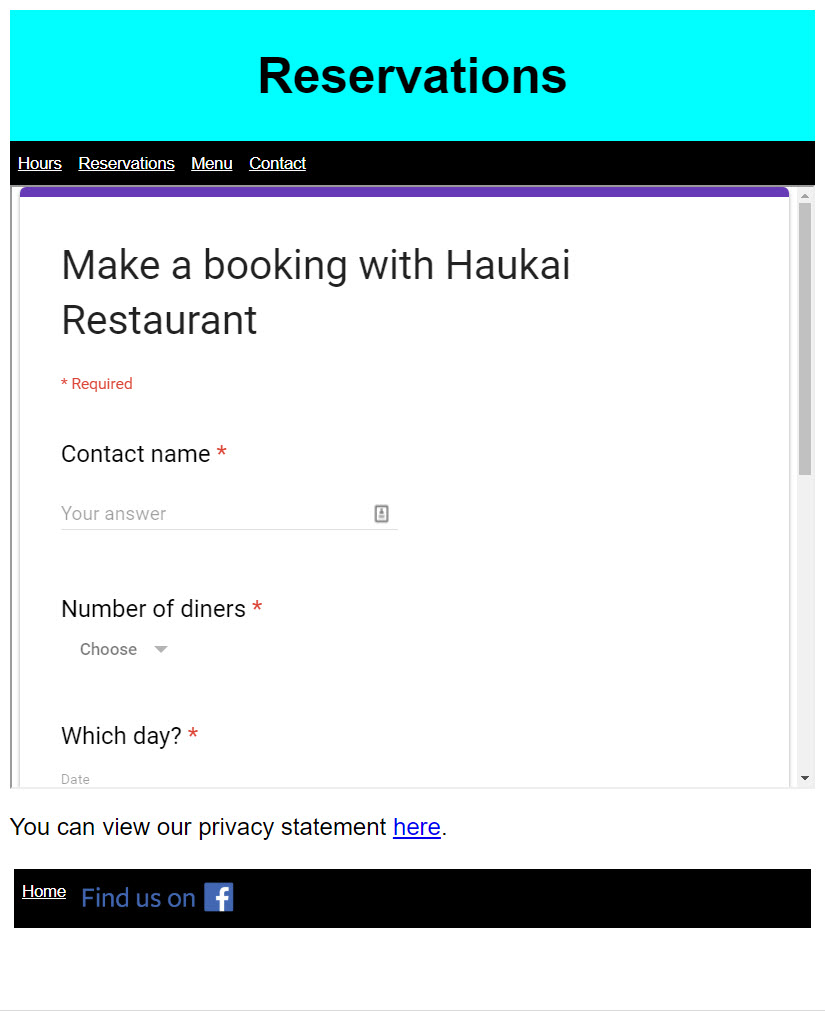 Reservations
Hours Reservations Menu Contact
Make a booking with Haukai
Restaurant
* Required
Contact name *
Your answer
Number of diners *
Choose
Which day? *
Date
You can view our privacy statement here.
Home Find us on f